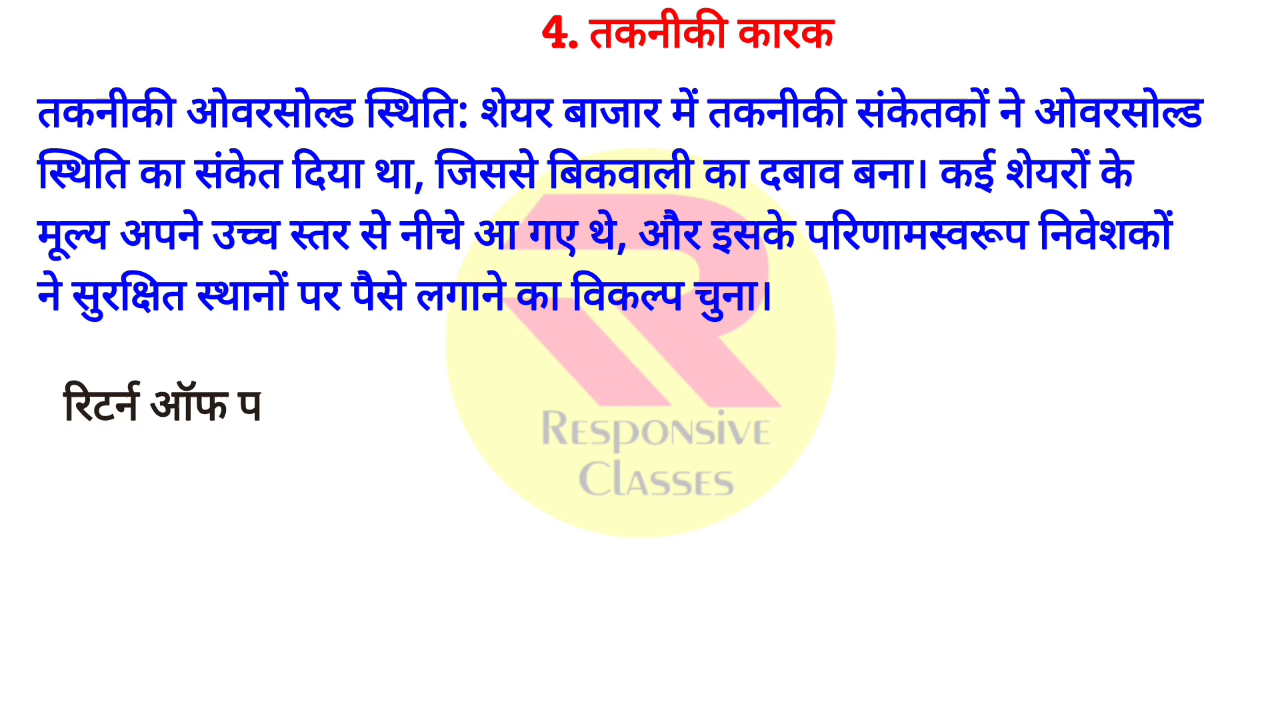 4. तकनीकी कारक
तकनीकी ओवरसोल्ड स्थिति: शेयर बाजार में तकनीकी संकेतकों ने ओवरसोल्ड
स्थिति का संकेत दिया था, जिससे बिकवाली का दबाव बना। कई शेयरों के
मूल्य अपने उच्च स्तर से नीचे आ गए थे, और इसके परिणामस्वरूप निवेशकों
ने सुरक्षित स्थानों पर पैसे लगाने का विकल्प चुना।
रिटर्न ऑफ प
RESPONSIVE
CLASSES